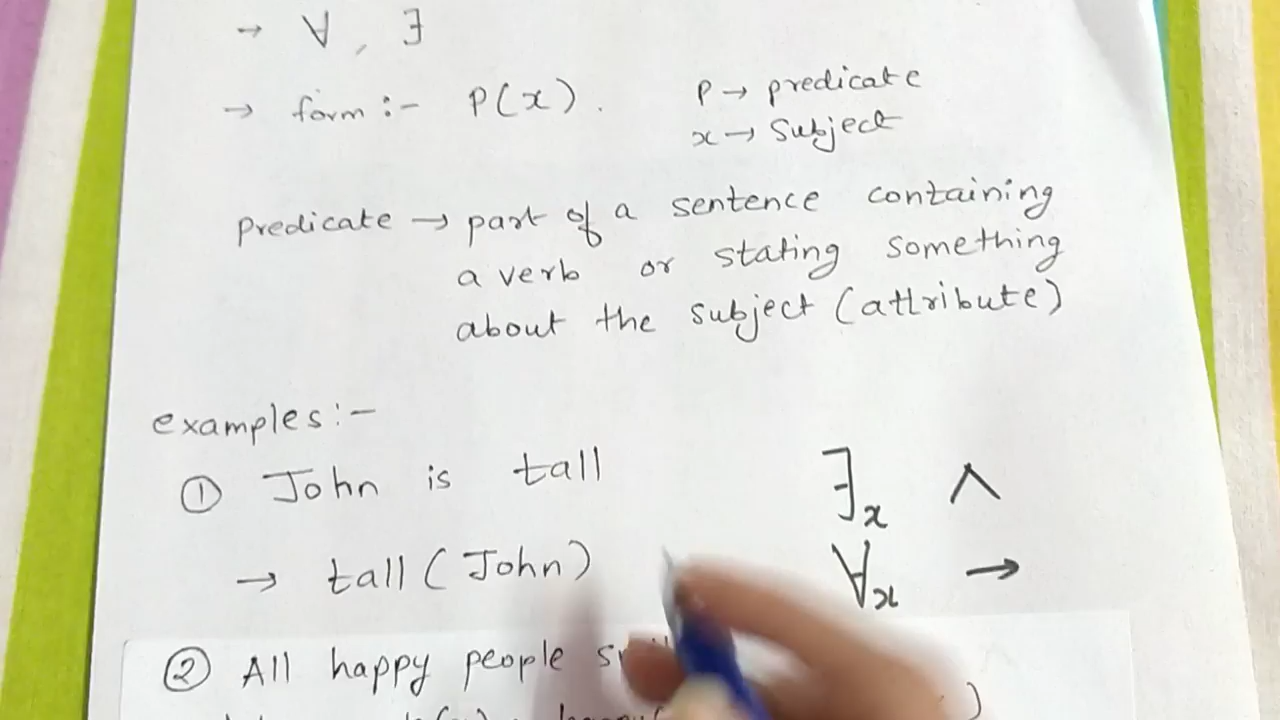 → ∀, ∃
→ form :- P(x).
P → predicate
x → Subject
Predicate → part of a sentence containing
a verb or stating something
about the subject (attribute)
examples :-
① John is tall
→ tall (John)
∃x ∧
∀x →
② All happy people